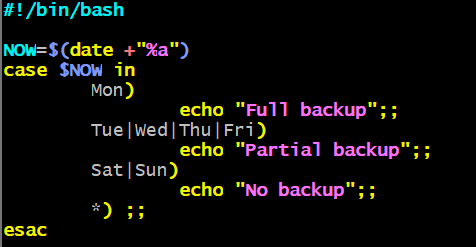 #!/bin/bash
NOW=$(date +"%a")
case $NOW in
Mon)
echo "Full backup";;
Tue|Wed|Thu|Fri)
echo "Partial backup";;
Sat|Sun)
echo "No backup";;
*) ;;
esac